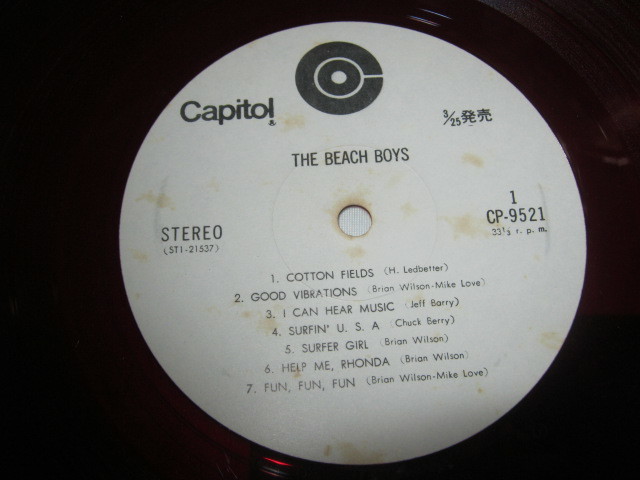 Capitol®
3/25発売
THE BEACH BOYS
STEREO
(ST1-21537)
1
CP-9521
33⅓ r. p. m.
1. COTTON FIELDS (H. Ledbetter)
2. GOOD VIBRATIONS (Brian Wilson-Mike Love)
3. I CAN HEAR MUSIC (Jeff Barry)
4. SURFIN' U. S. A (Chuck Berry)
5. SURFER GIRL (Brian Wilson)
6. HELP ME, RHONDA (Brian Wilson)
7. FUN, FUN, FUN (Brian Wilson-Mike Love)